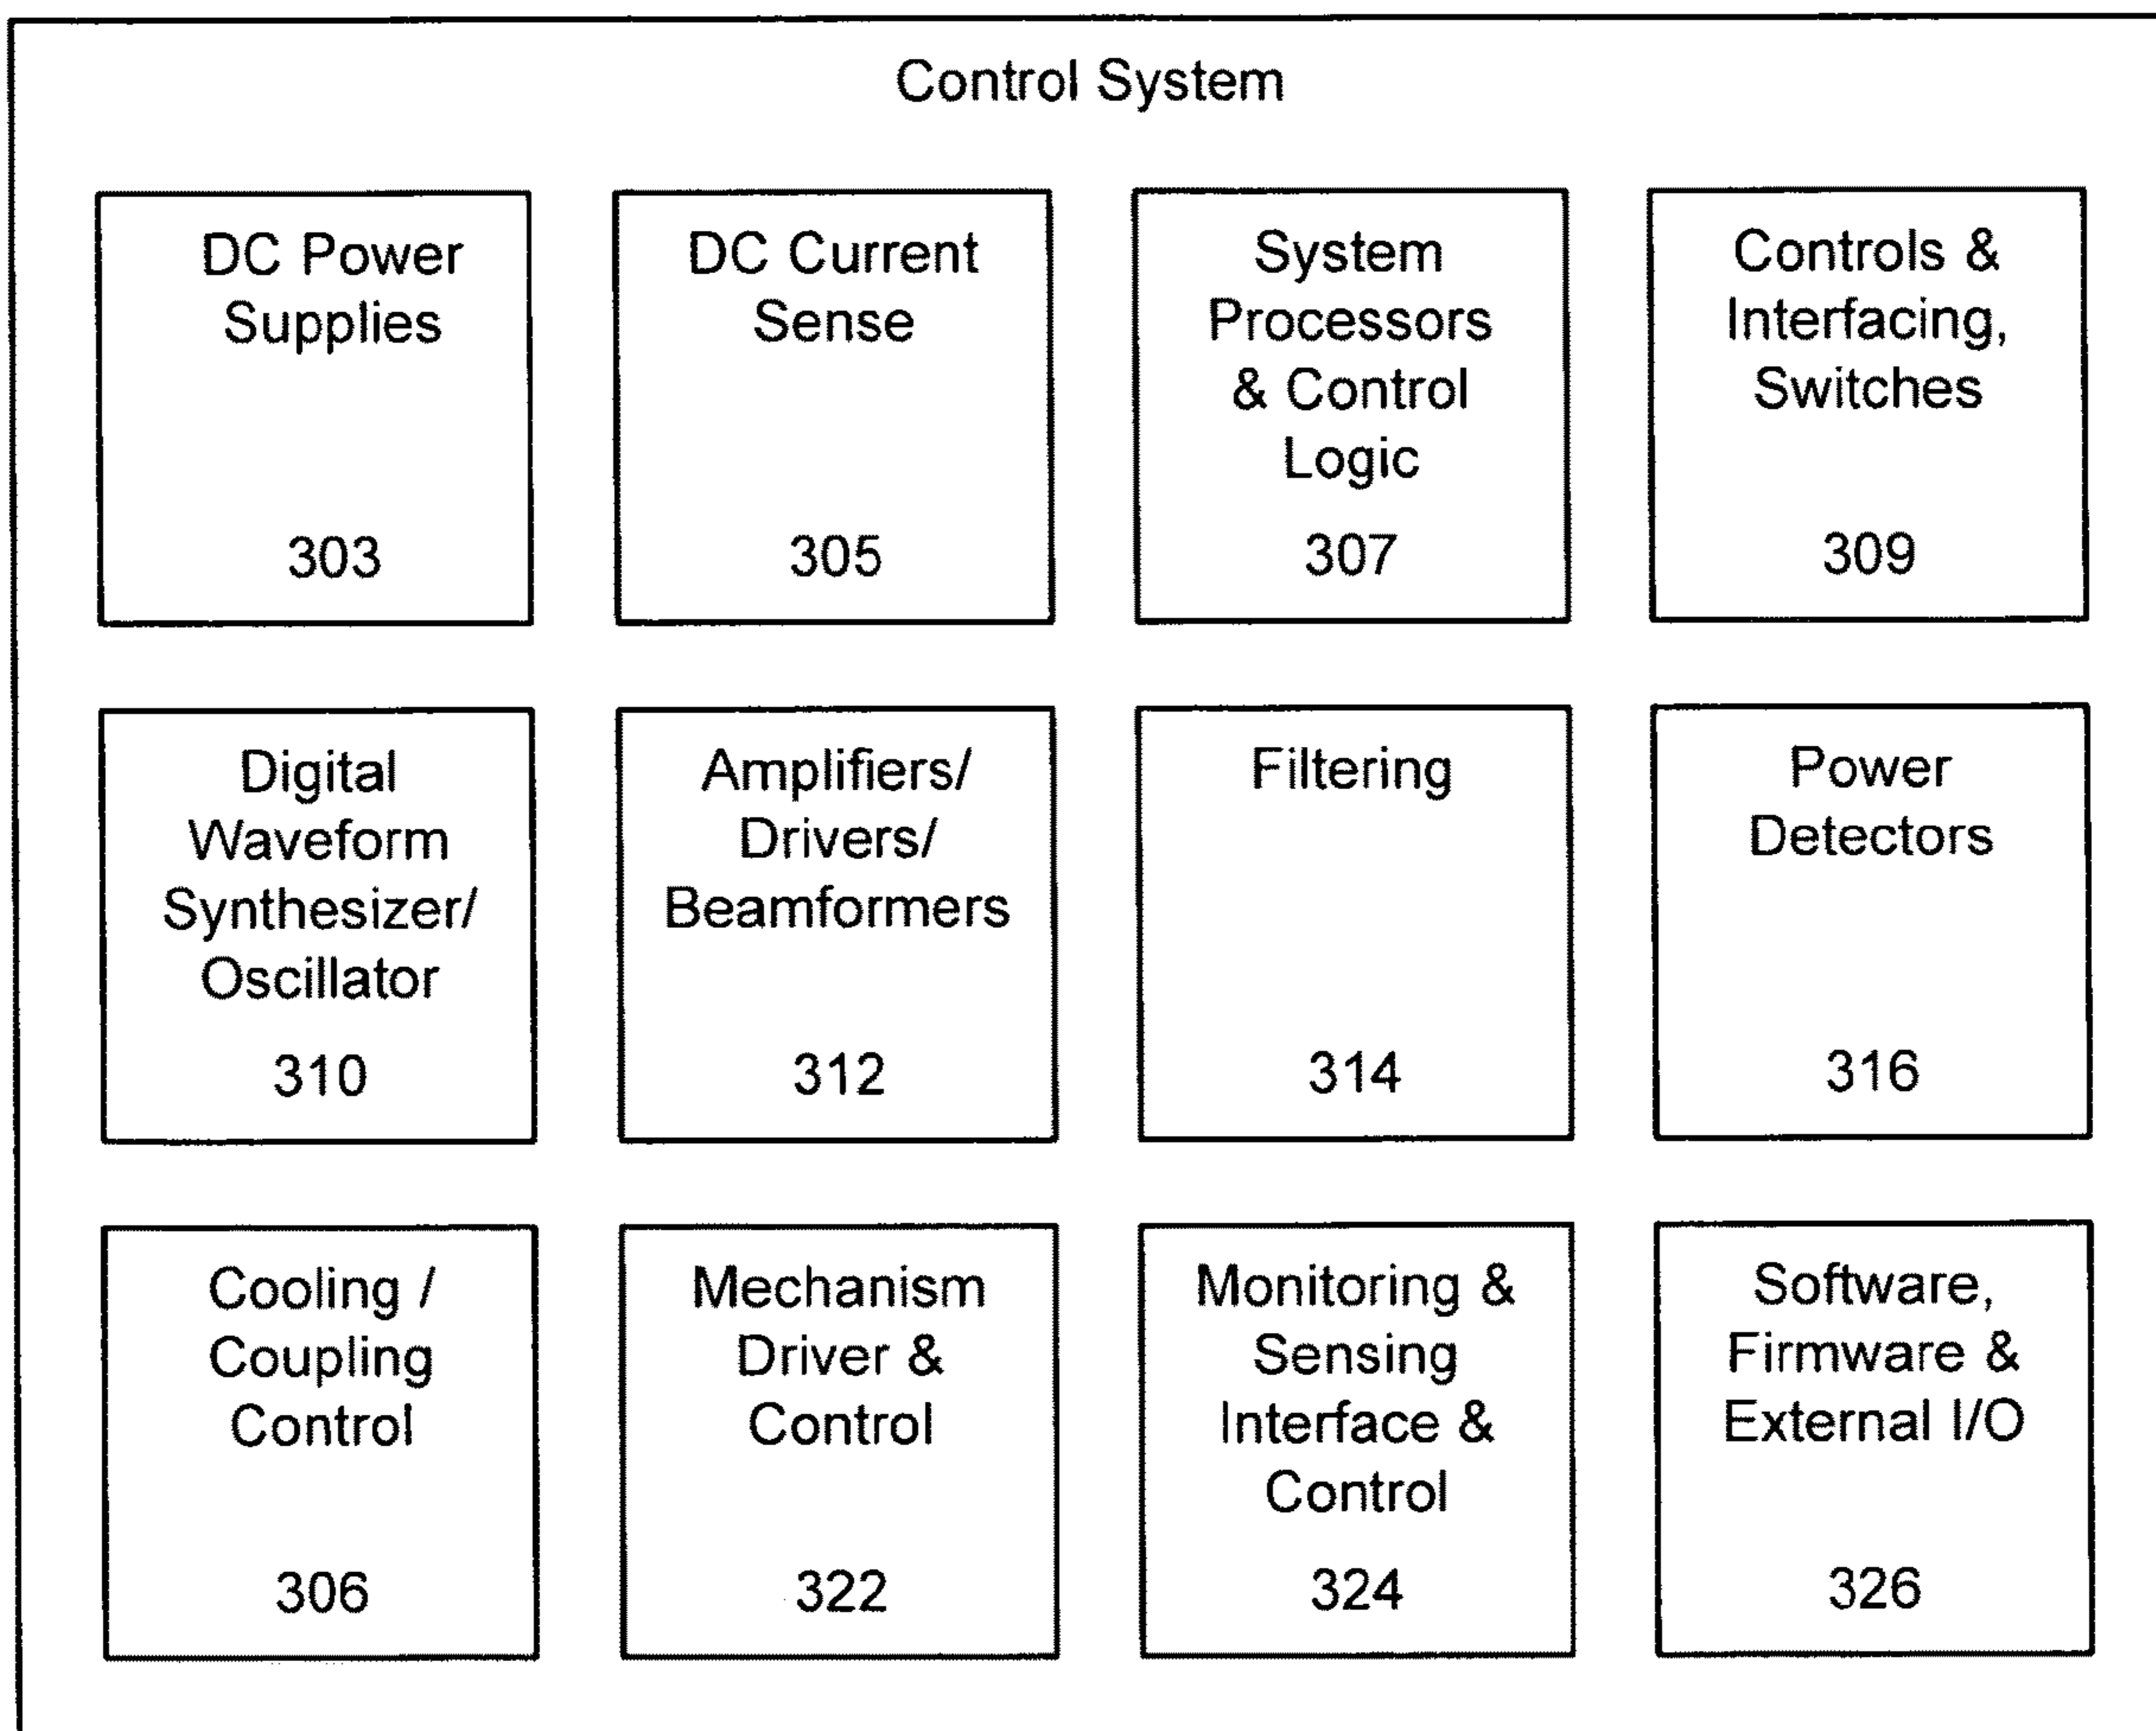 Control System
DC Power
Supplies
303
DC Current
Sense
305
System
Processors
& Control
Logic
307
Controls &
Interfacing,
Switches
309
Digital
Waveform
Synthesizer/
Oscillator
310
Amplifiers/
Drivers/
Beamformers
312
Filtering
314
Power
Detectors
316
Cooling /
Coupling
Control
306
Mechanism
Driver &
Control
322
Monitoring &
Sensing
Interface &
Control
324
Software,
Firmware &
External I/O
326